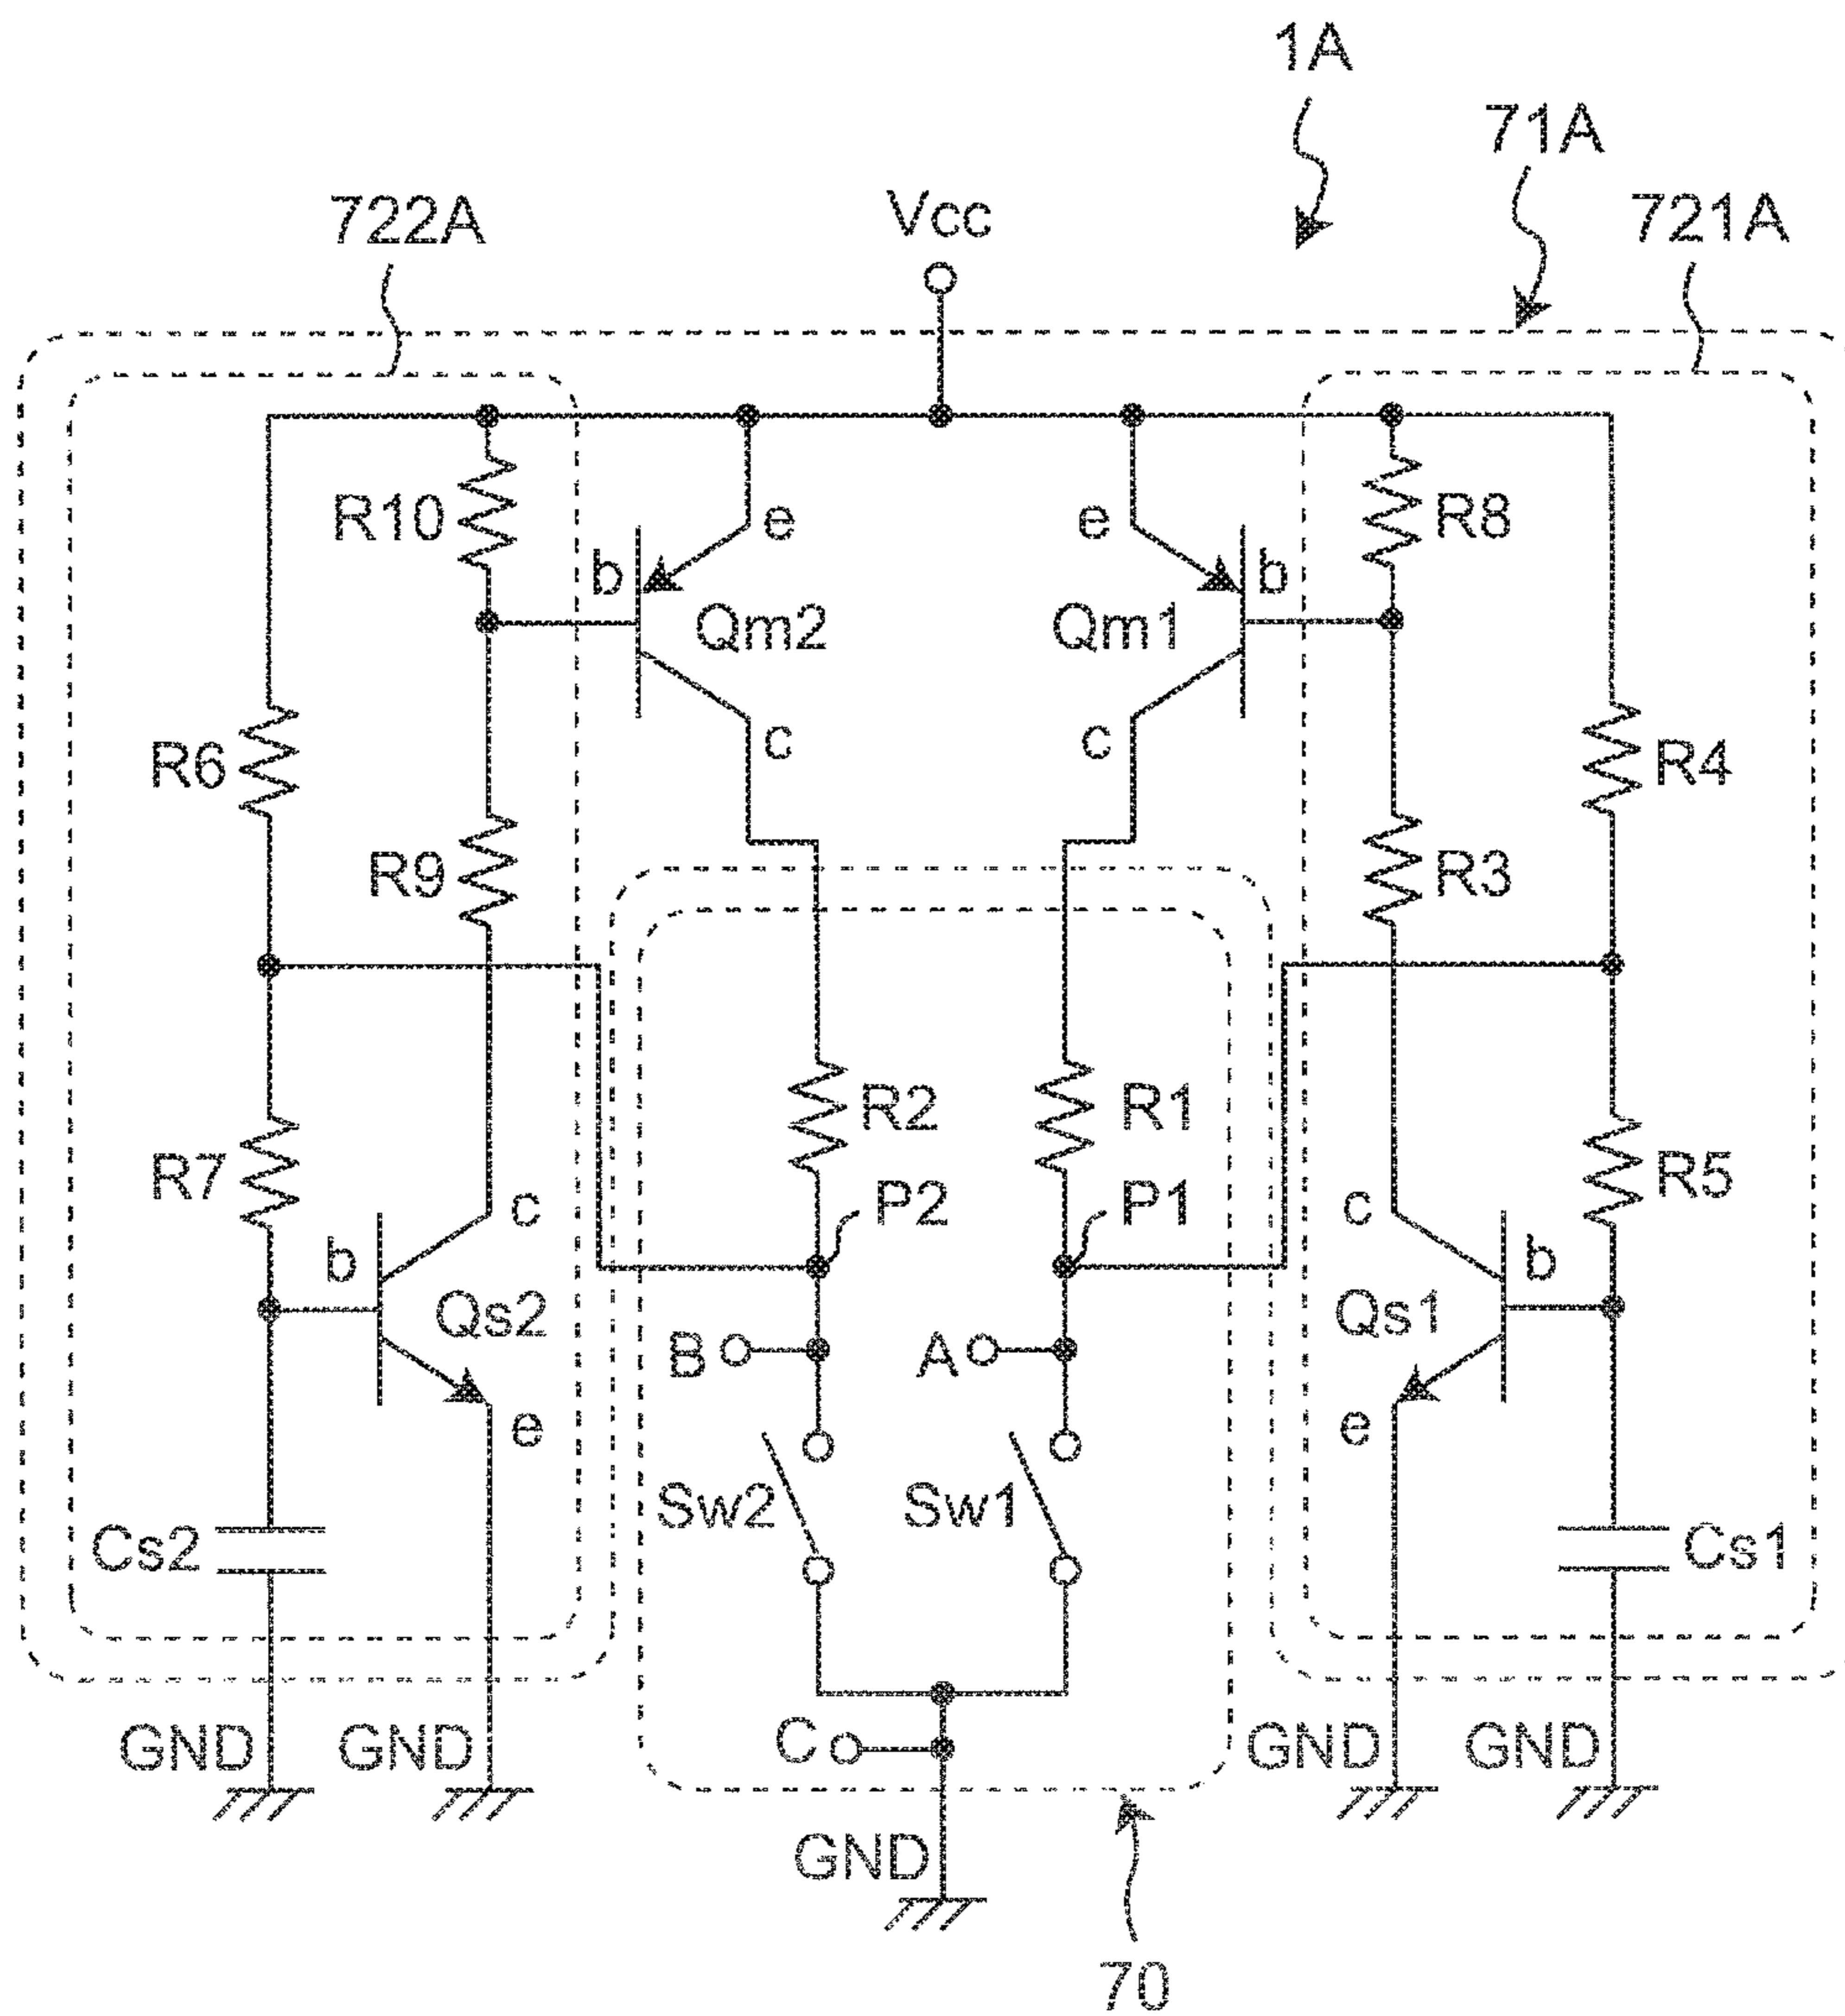 1A
71A
722A
Vcc
721A
R10
e
e
R8
b
b
Qm2
Qm1
R6
c
c
R4
R9
R3
R2
R1
R7
c
P2
P1
c
R5
b
b
Qs2
Qs1
B
A
e
e
Sw2
Sw1
Cs2
Cs1
GND
GND
C
GND
GND
GND
70